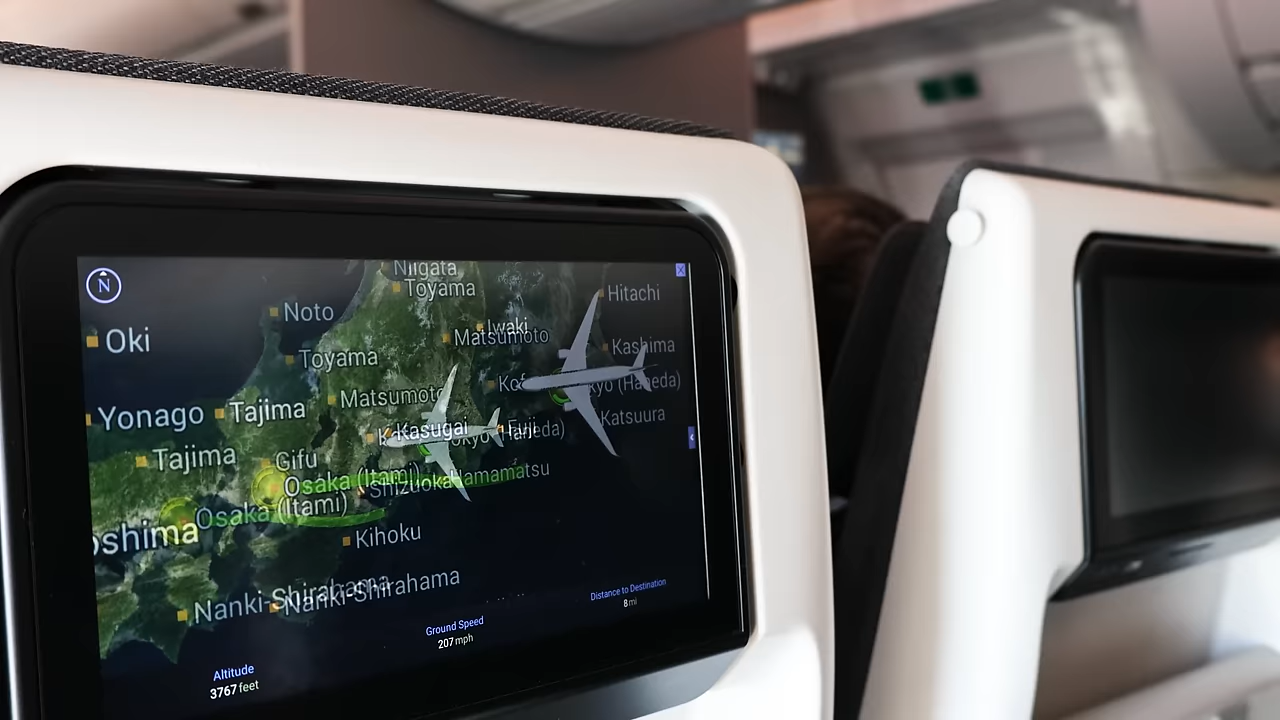 N
Niigata
Toyama
Hitachi
Noto
Iwaki
Matsumoto
Oki
Kashima
Toyama
Matsumoto
Katsuura
Yonago
Tajima
Kasugai
Fuji
Tajima
Gifu
Osaka (Itami)
Shizuoka
Hamamatsu
Osaka (Itami)
oshima
Kihoku
Nanki-Shirahama
Nanki-Shirahama
Distance to Destination
8 mi
Ground Speed
207 mph
Altitude
3767 feet